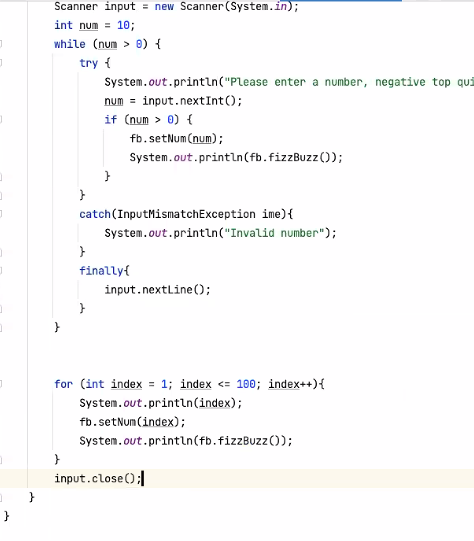 Scanner input = new Scanner(System.in);
int num = 10;
while (num > 0) {
try {
System.out.println("Please enter a number, negative top qui
num = input.nextInt();
if (num > 0) {
fb.setNum(num);
System.out.println(fb.fizzBuzz());
}
}
catch(InputMismatchException ime){
System.out.println("Invalid number");
}
finally{
input.nextLine();
}
}
for (int index = 1; index <= 100; index++){
System.out.println(index);
fb.setNum(index);
System.out.println(fb.fizzBuzz());
}
input.close();
}
}